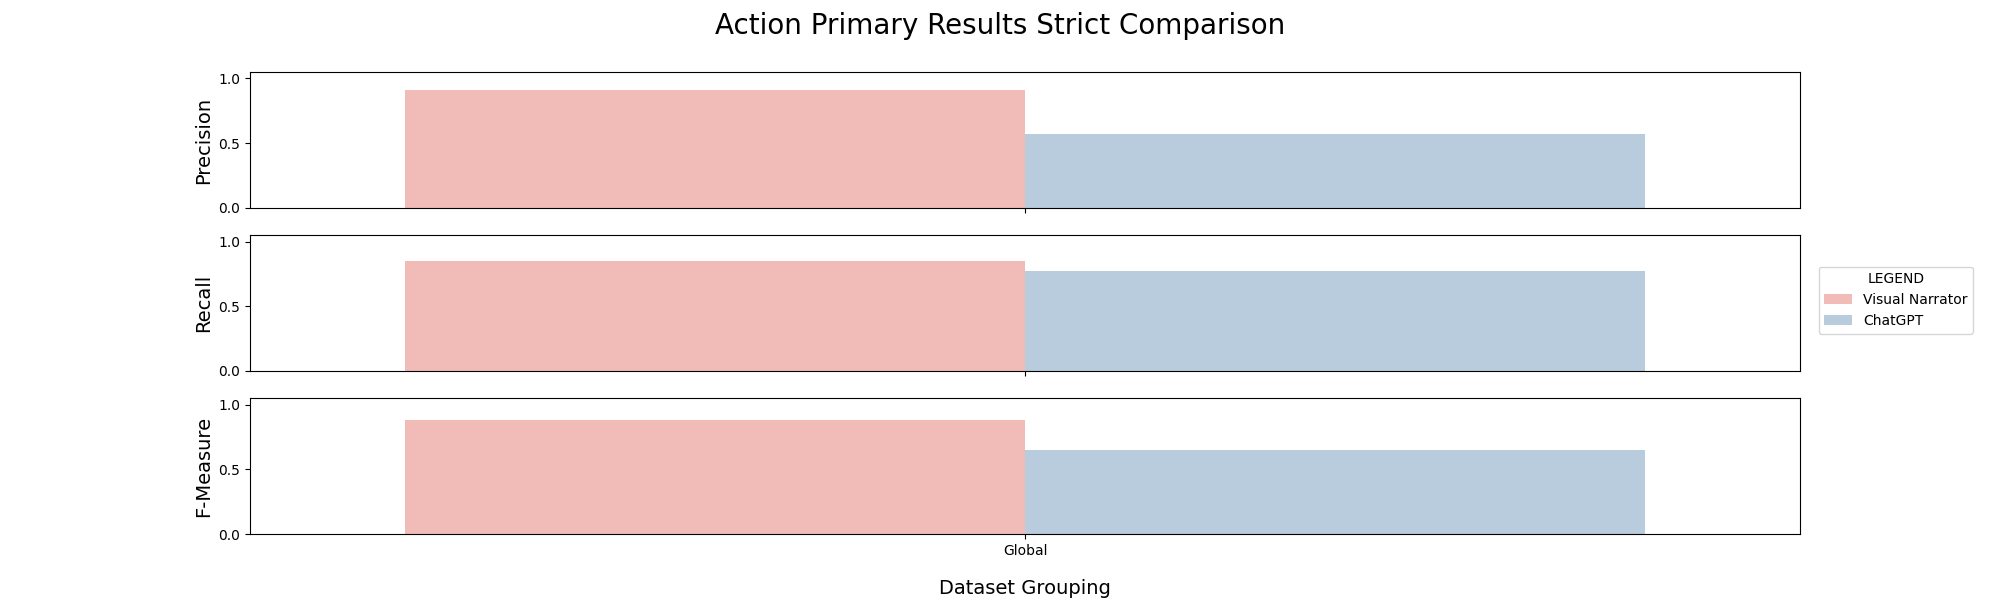 Action Primary Results Strict Comparison
Precision
1.0
0.5
0.0
Recall
1.0
0.5
0.0
F-Measure
1.0
0.5
0.0
Global
Dataset Grouping
LEGEND
Visual Narrator
ChatGPT